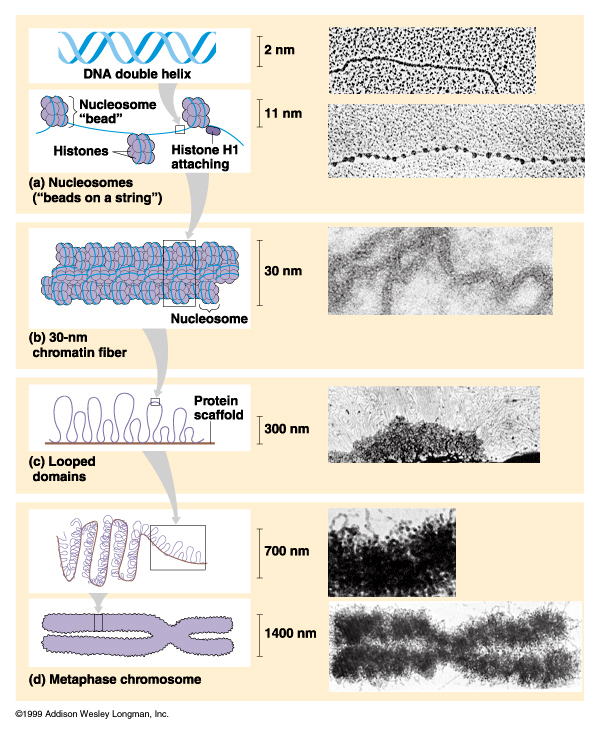 2 nm
DNA double helix
Nucleosome
“bead”
11 nm
Histones
Histone H1
attaching
(a) Nucleosomes
(“beads on a string”)
30 nm
Nucleosome
(b) 30-nm
chromatin fiber
Protein
scaffold
300 nm
(c) Looped
domains
700 nm
1400 nm
(d) Metaphase chromosome
©1999 Addison Wesley Longman, Inc.